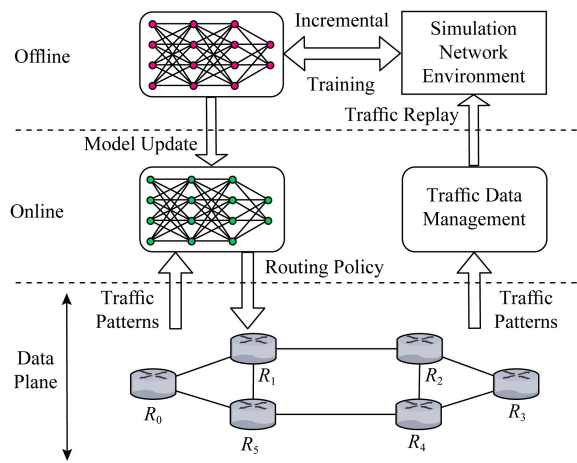 Incremental
Training
Simulation
Network
Environment
Offline
Traffic Replay
Model Update
Online
Traffic Data
Management
Routing Policy
Traffic
Patterns
Traffic
Patterns
Data
Plane
R1
R2
R0
R3
R5
R4